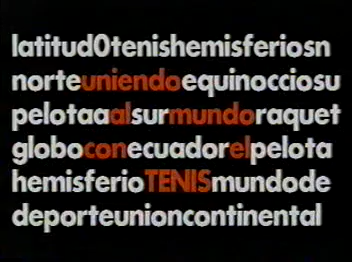 latitud0tenishemisferiosn
norteuniendoequinocciosu
pelotaaalsurmundoraquet
globoconecuadorelpelota
hemisferioTENISmundode
deporteunioncontinental